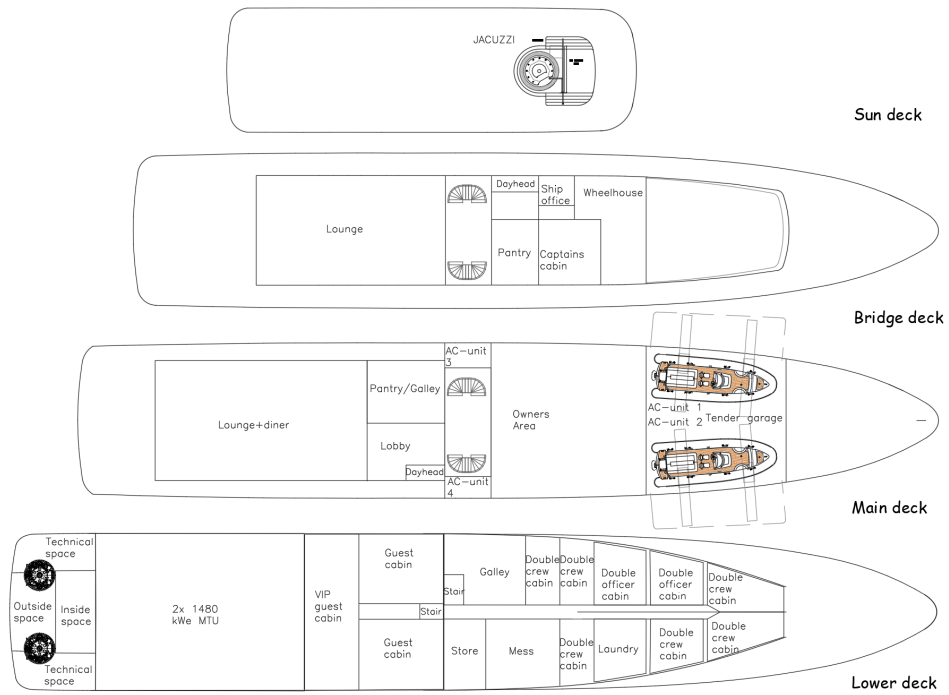 JACUZZI
Sun deck
Dayhead
Ship
office
Wheelhouse
Lounge
Pantry
Captains
cabin
Bridge deck
AC-unit
3
Pantry/Galley
Owners
Area
AC-unit 1
AC-unit 2
Tender garage
Lounge+diner
Lobby
Dayhead
AC-unit
4
Main deck
Technical
space
Guest
cabin
Galley
Double
crew
cabin
Double
crew
cabin
Double
officer
cabin
Double
officer
cabin
Double
crew
cabin
Stair
VIP
guest
cabin
Outside
space
Inside
space
2x 1480
kWe MTU
Stair
Guest
cabin
Store
Mess
Double
crew
cabin
Laundry
Double
crew
cabin
Double
crew
cabin
Technical
space
Lower deck